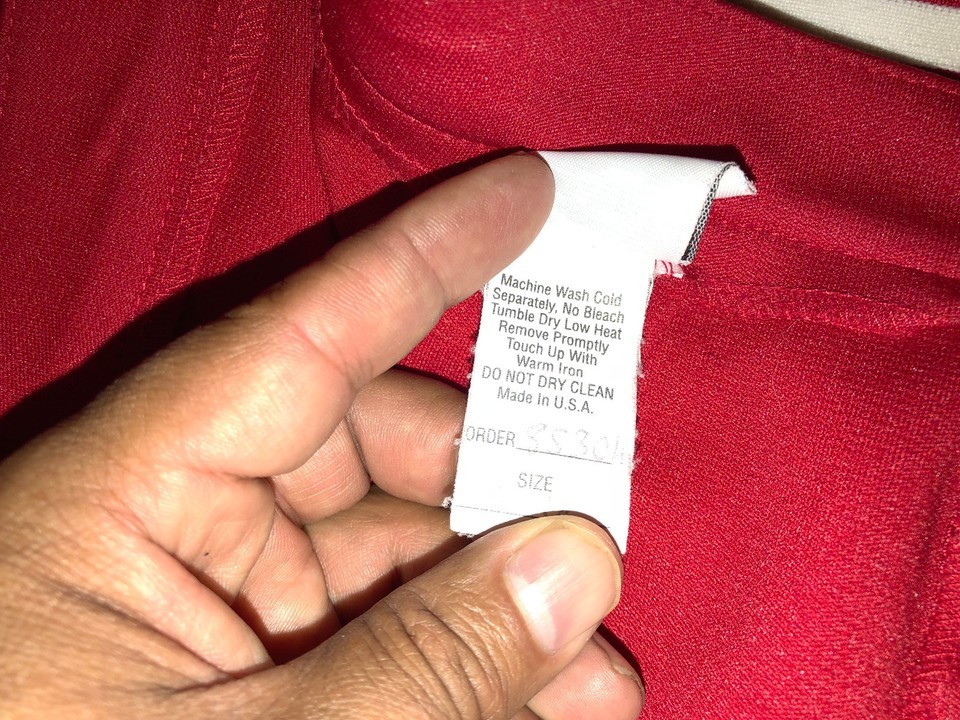 Machine Wash Cold
Separately, No Bleach
Tumble Dry Low Heat
Remove Promptly
Touch Up With
Warm Iron
DO NOT DRY CLEAN
Made In U.S.A.
ORDER
SIZE